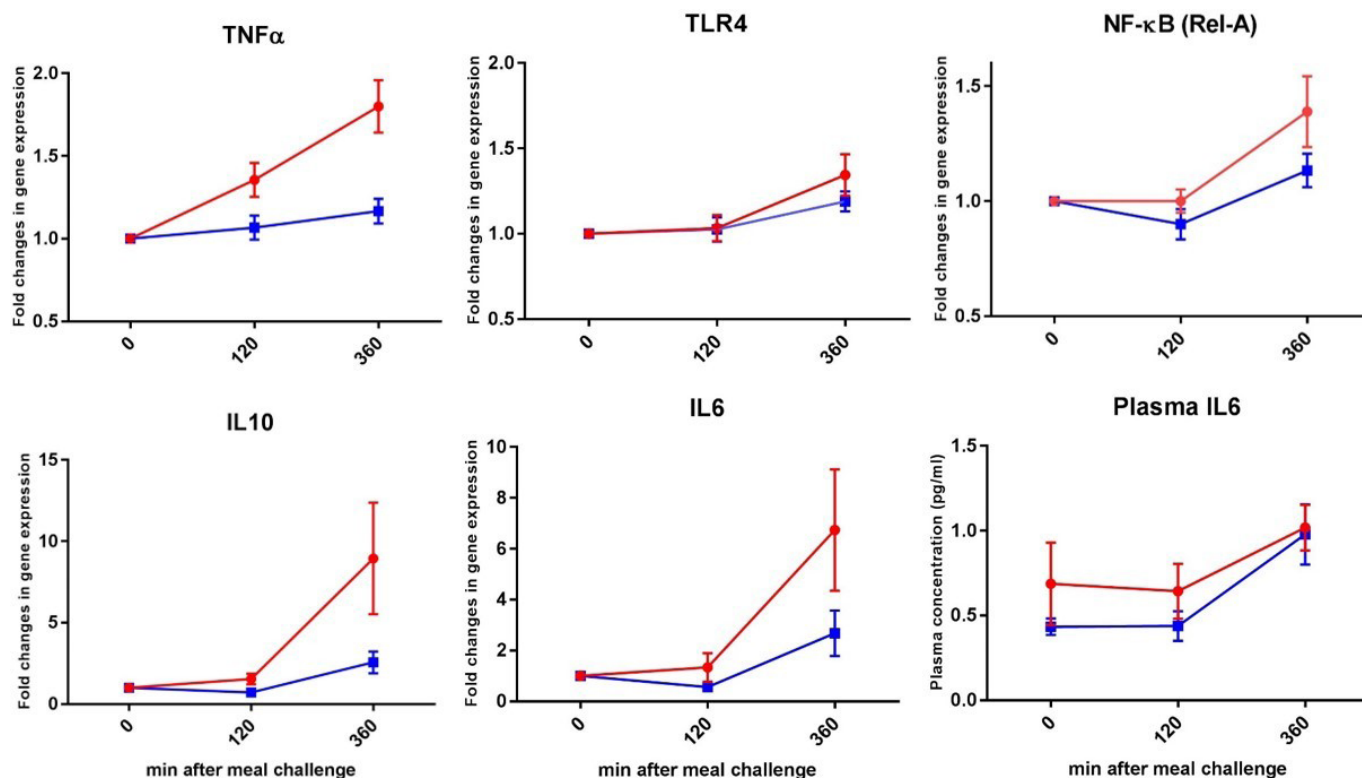 TNFα
Fold changes in gene expression
2.0
1.5
1.0
0.5
0
120
360
TLR4
Fold changes in gene expression
2.0
1.5
1.0
0.5
0
120
360
NF-κB (Rel-A)
Fold changes in gene expression
1.5
1.0
0.5
0
120
360
IL10
Fold changes in gene expression
15
10
5
0
0
120
360
min after meal challenge
IL6
Fold changes in gene expression
10
8
6
4
2
0
0
120
360
min after meal challenge
Plasma IL6
Plasma concentration (pg/ml)
1.5
1.0
0.5
0.0
0
120
360
min after meal challenge